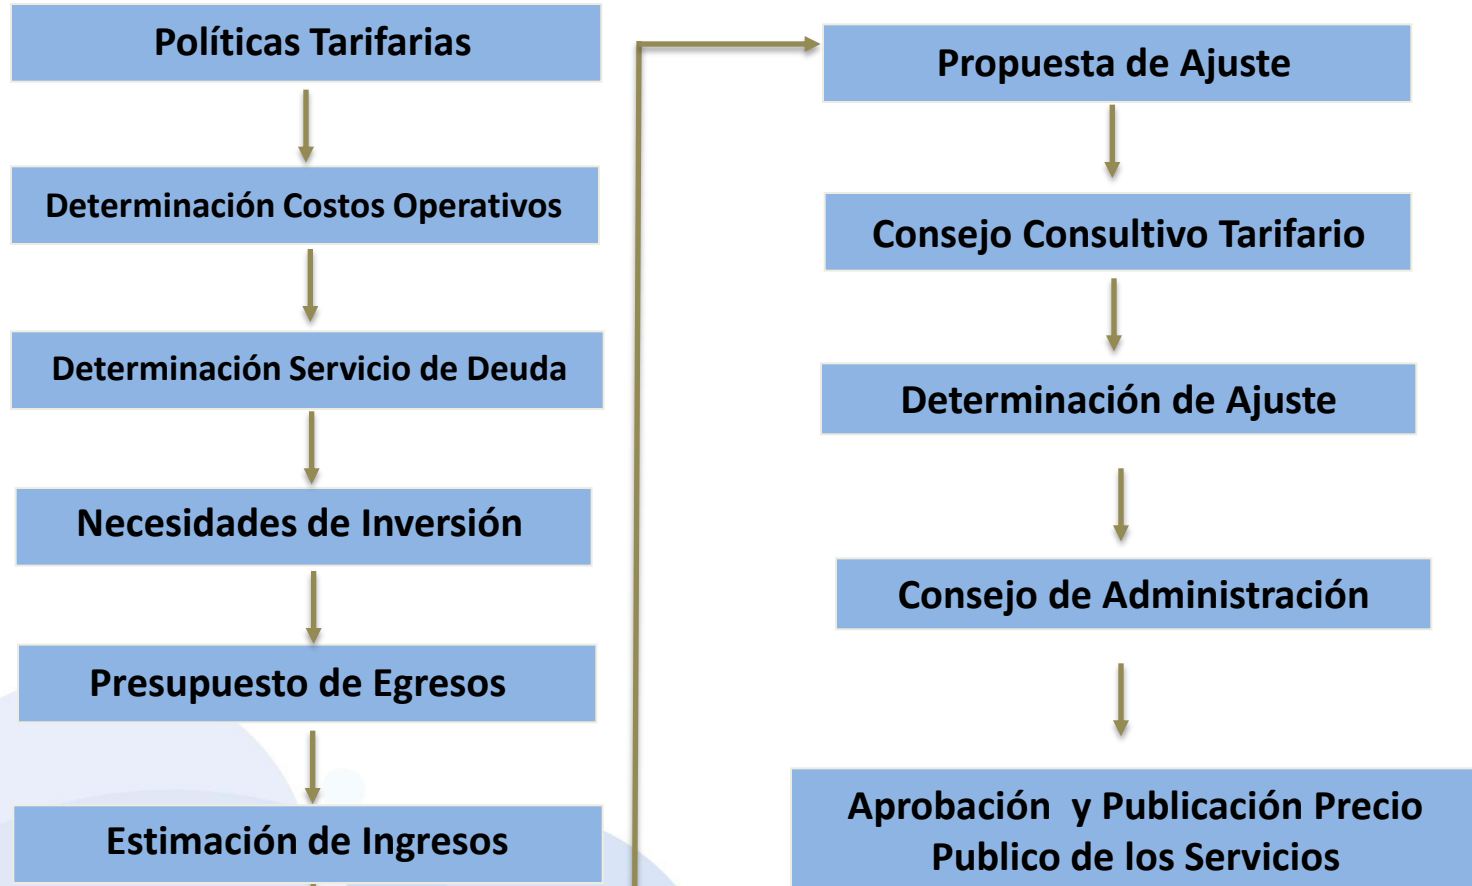 Políticas Tarifarias
Determinación Costos Operativos
Determinación Servicio de Deuda
Necesidades de Inversión
Presupuesto de Egresos
Estimación de Ingresos
Propuesta de Ajuste
Consejo Consultivo Tarifario
Determinación de Ajuste
Consejo de Administración
Aprobación y Publicación Precio
Publico de los Servicios